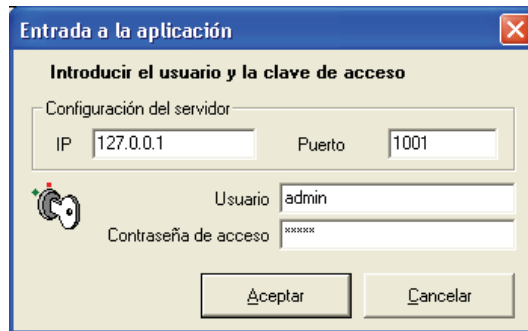 Entrada a la aplicación
Introducir el usuario y la clave de acceso
Configuración del servidor
IP 127.0.0.1 Puerto 1001
Usuario admin
Contraseña de acceso *****
Aceptar Cancelar